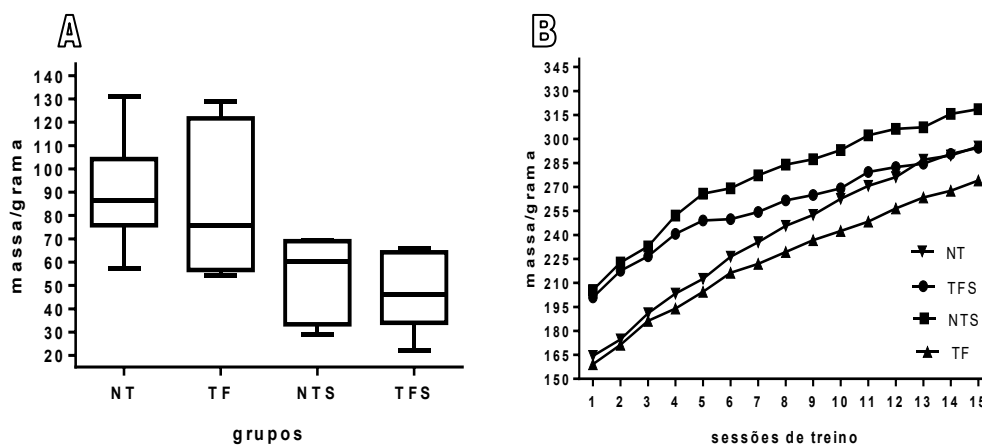 A
massa/grama
140
130
120
110
100
90
80
70
60
50
40
30
20
NT TF NTS TFS
grupos
B
massa/grama
345
330
315
300
285
270
255
240
225
210
195
180
165
150
NT
TFS
NTS
TF
1 2 3 4 5 6 7 8 9 10 11 12 13 14 15
sessões de treino